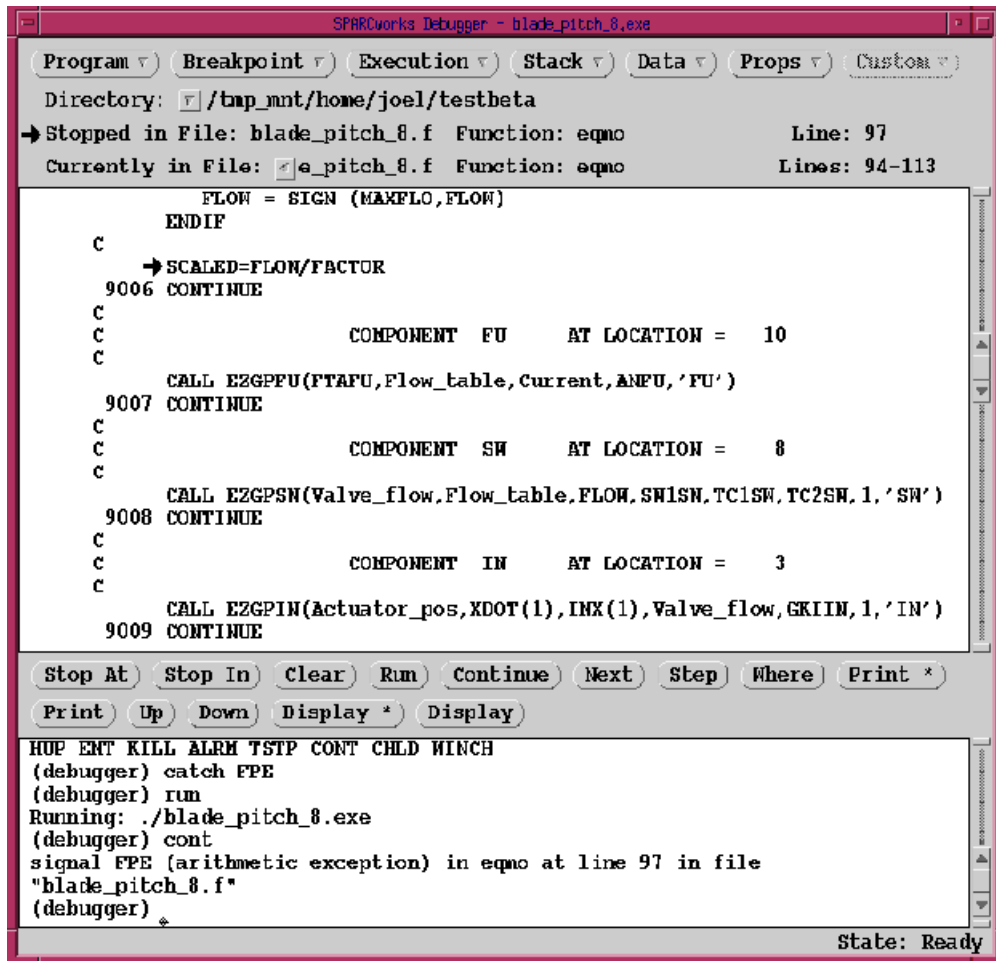 SPARCworks Debugger - blade_pitch_8.exe
Program Breakpoint Execution Stack Data Props Custom
Directory: /tmp_mnt/home/joel/testbeta
Stopped in File: blade_pitch_8.f Function: eqmo Line: 97
Currently in File: e_pitch_8.f Function: eqmo Lines: 94-113
FLOW = SIGN (MAXFLO,FLOW)
ENDIF
C
SCALED=FLOW/FACTOR
9006 CONTINUE
C
C COMPONENT FU AT LOCATION = 10
C
CALL EZGPFU(FTAFU,Flow_table,Current,ANFU,'FU')
9007 CONTINUE
C
C COMPONENT SW AT LOCATION = 8
C
CALL EZGPSW(Valve_flow,Flow_table,FLOW,SW1SW,TC1SW,TC2SW,1,'SW')
9008 CONTINUE
C
C COMPONENT IN AT LOCATION = 3
C
CALL EZGPIN(Actuator_pos,XDOT(1),INX(1),Valve_flow,GKIIN,1,'IN')
9009 CONTINUE
Stop At Stop In Clear Run Continue Next Step Where Print *
Print Up Down Display * Display
HUP EMT KILL ALRM TSTP CONT CHLD WINCH
(debugger) catch FPE
(debugger) run
Running: ./blade_pitch_8.exe
(debugger) cont
signal FPE (arithmetic exception) in eqmo at line 97 in file
"blade_pitch_8.f"
(debugger)
State: Ready